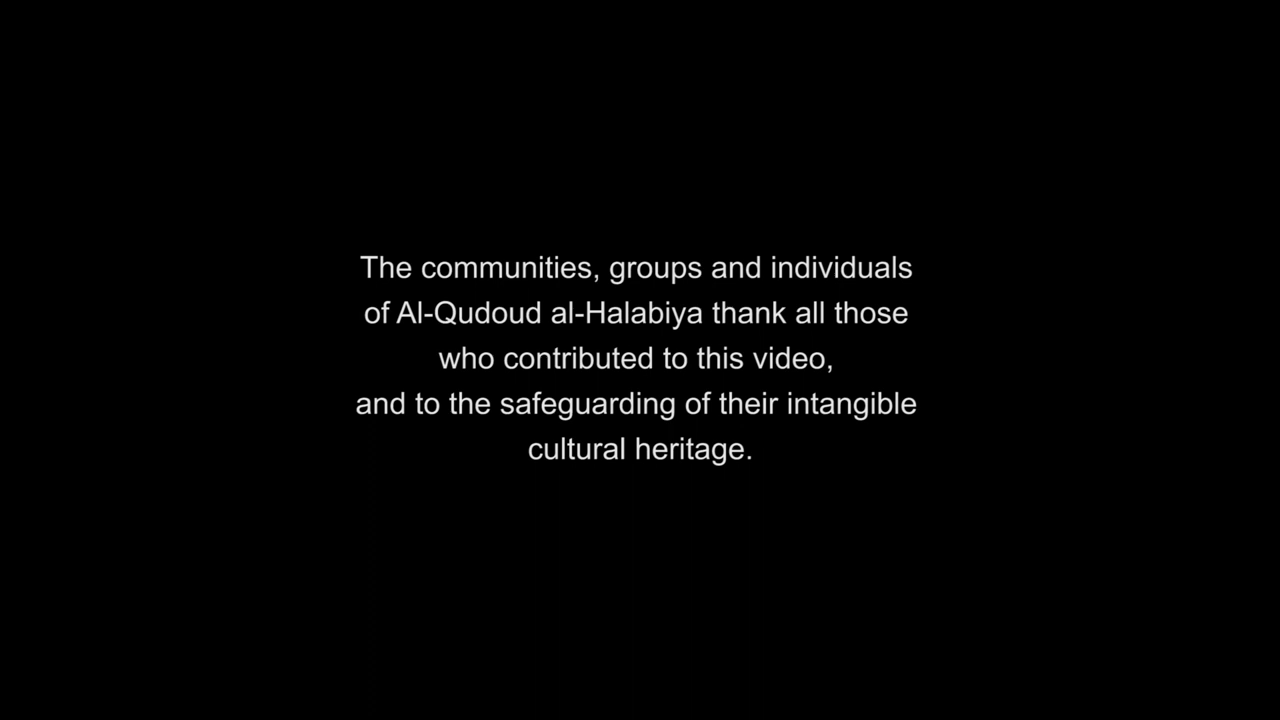 The communities, groups and individuals
of Al-Qudoud al-Halabiya thank all those
who contributed to this video,
and to the safeguarding of their intangible
cultural heritage.